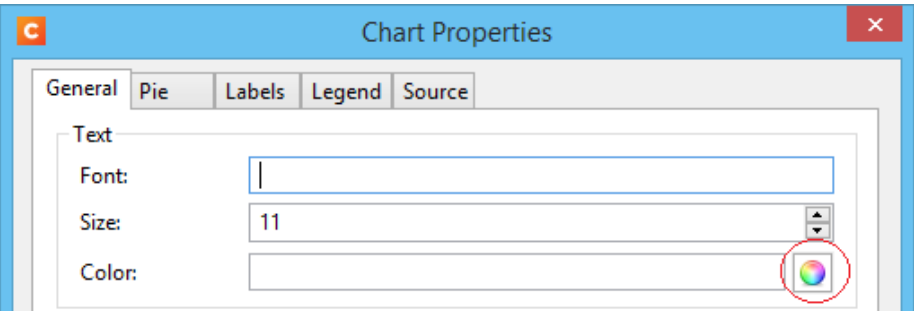 C Chart Properties ×
General Pie Labels Legend Source
Text
Font:
Size: 11
Color: